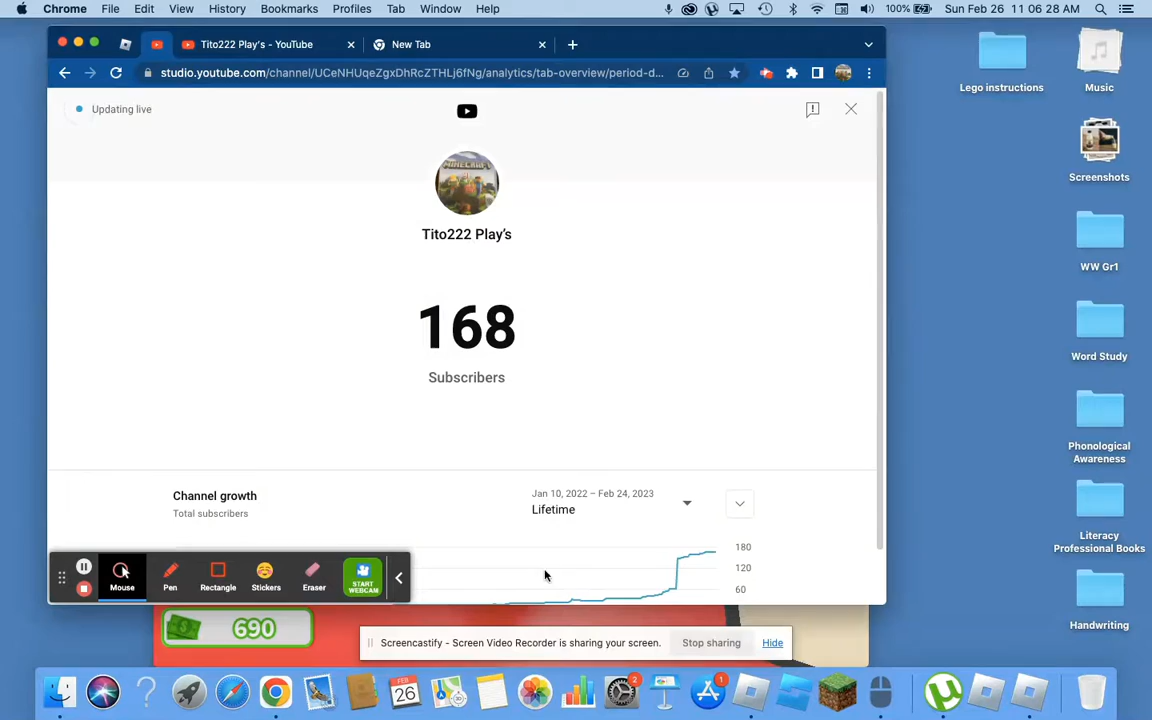 Chrome File Edit View History Bookmarks Profiles Tab Window Help 100% Sun Feb 26 11 06 28 AM
Tito222 Play's - YouTube New Tab
studio.youtube.com/channel/UCeNHUqeZgxDhRcZTHLj6fNg/analytics/tab-overview/period-d...
Updating live
MINECRAFT
Tito222 Play's
168
Subscribers
Channel growth
Total subscribers
Jan 10, 2022 – Feb 24, 2023
Lifetime
180
120
60
Mouse Pen Rectangle Stickers Eraser START WEBCAM
690
Screencastify - Screen Video Recorder is sharing your screen. Stop sharing Hide
Lego instructions
Music
Screenshots
WW Gr1
Word Study
Phonological
Awareness
Literacy
Professional Books
Handwriting
FEB
26
2
1